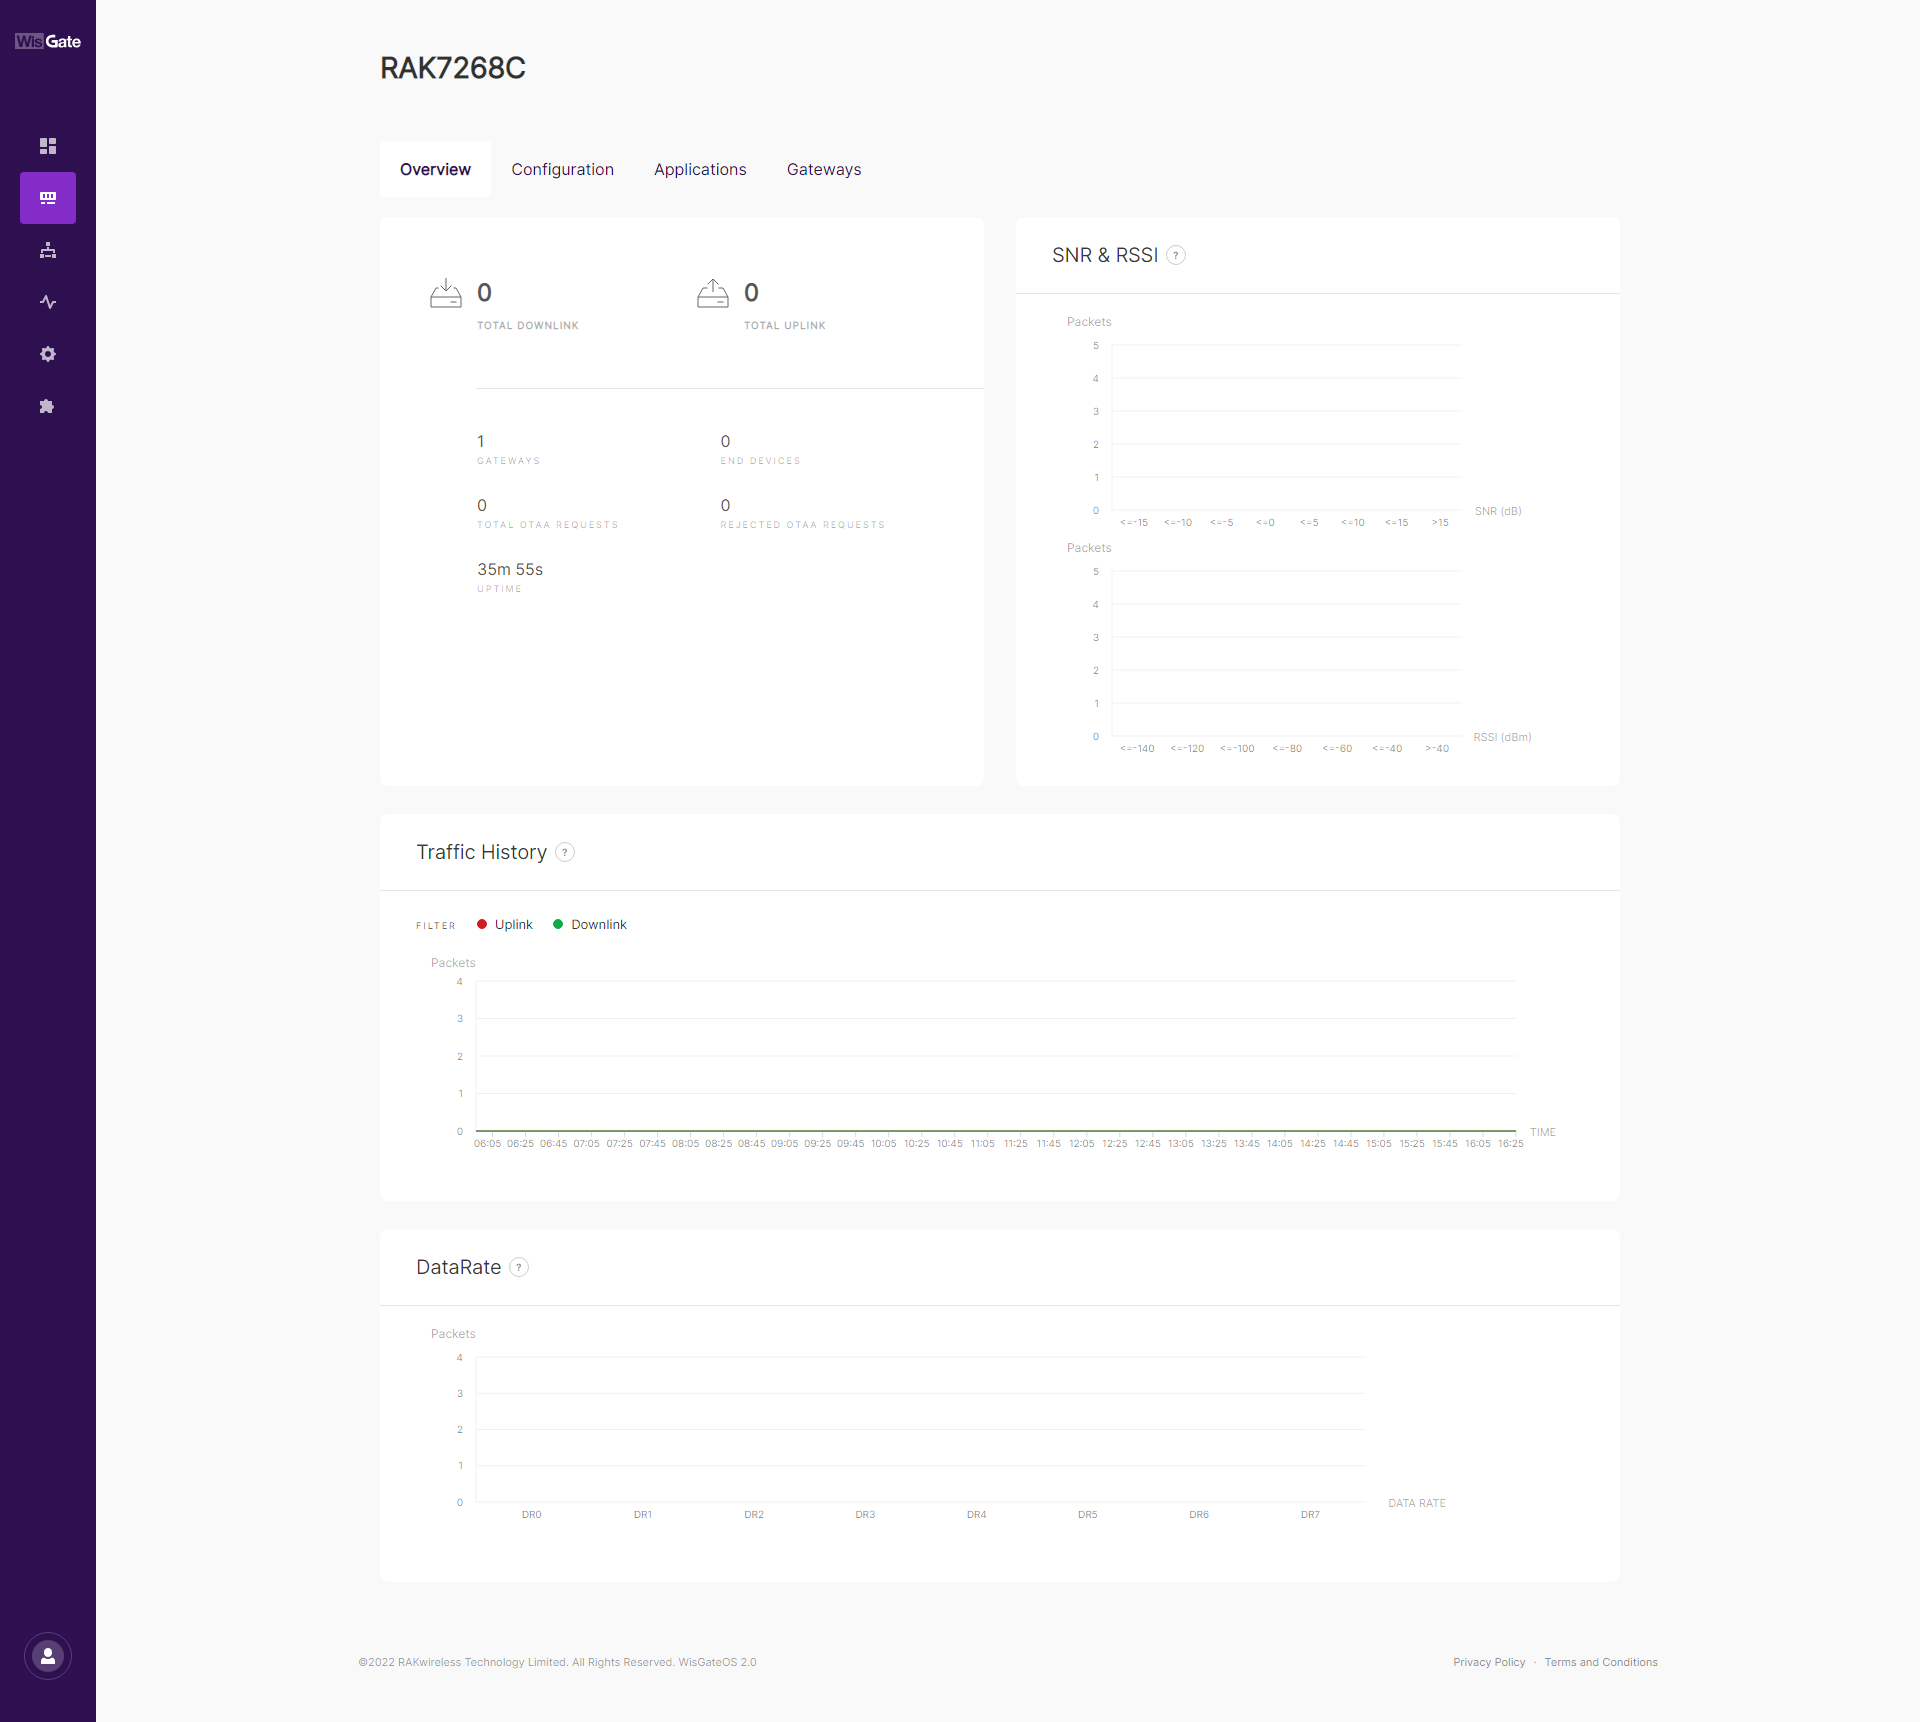 WisGate
RAK7268C
Overview Configuration Applications Gateways
0
TOTAL DOWNLINK
0
TOTAL UPLINK
1
GATEWAYS
0
END DEVICES
0
TOTAL OTAA REQUESTS
0
REJECTED OTAA REQUESTS
35m 55s
UPTIME
SNR & RSSI ?
Packets
5
4
3
2
1
0
<=-15 <=-10 <=-5 <=0 <=5 <=10 <=15 >15
SNR (dB)
Packets
5
4
3
2
1
0
<=-140 <=-120 <=-100 <=-80 <=-60 <=-40 >-40
RSSI (dBm)
Traffic History ?
FILTER Uplink Downlink
Packets
4
3
2
1
0
06:05 06:25 06:45 07:05 07:25 07:45 08:05 08:25 08:45 09:05 09:25 09:45 10:05 10:25 10:45 11:05 11:25 11:45 12:05 12:25 12:45 13:05 13:25 13:45 14:05 14:25 14:45 15:05 15:25 15:45 16:05 16:25
TIME
DataRate ?
Packets
4
3
2
1
0
DR0 DR1 DR2 DR3 DR4 DR5 DR6 DR7
DATA RATE
©2022 RAKwireless Technology Limited. All Rights Reserved. WisGateOS 2.0
Privacy Policy · Terms and Conditions